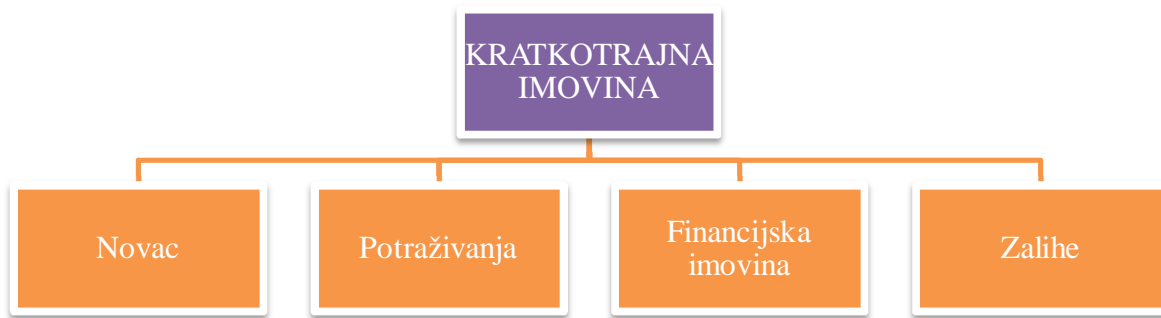 KRATKOTRAJNA
IMOVINA
Novac
Potraživanja
Financijska
imovina
Zalihe